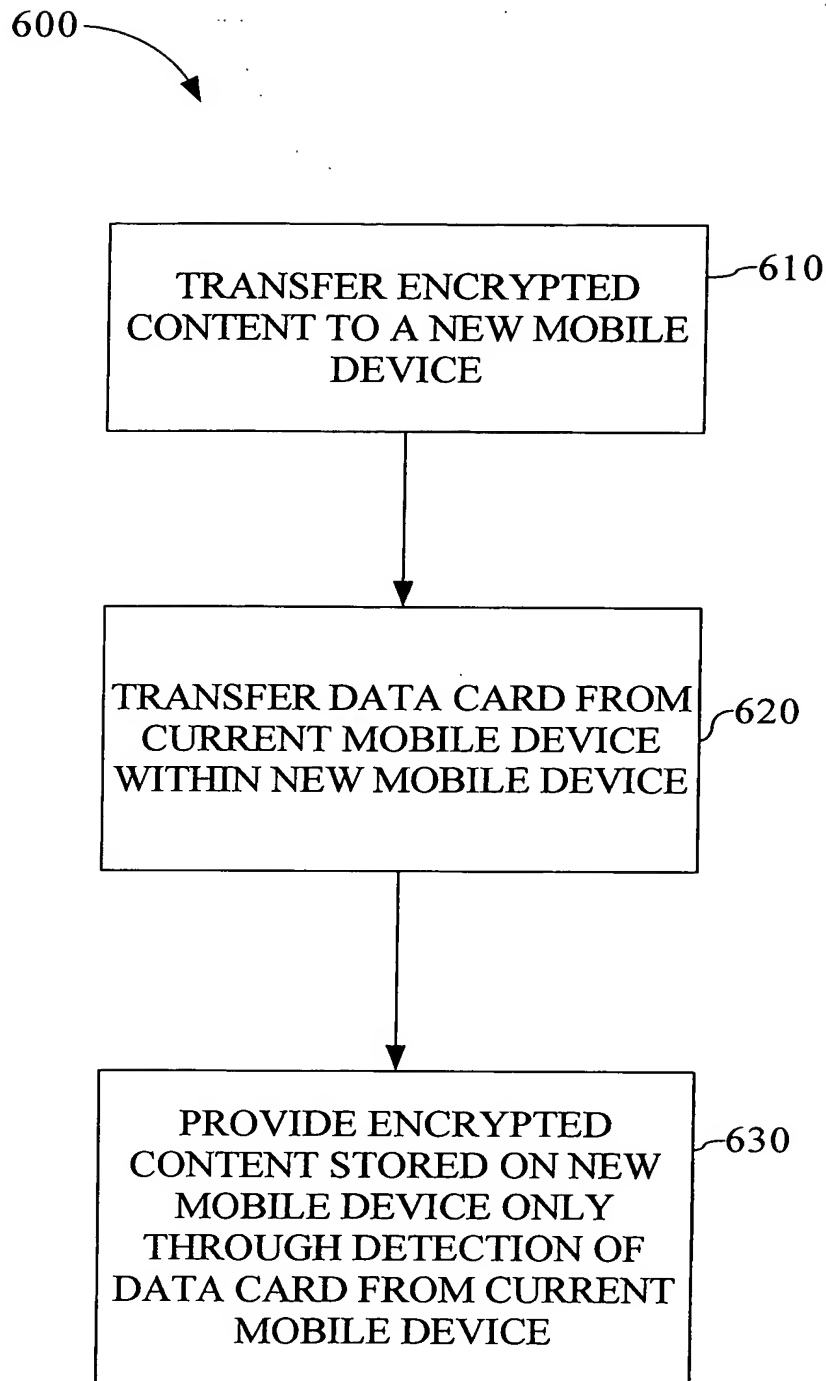 600
TRANSFER ENCRYPTED
CONTENT TO A NEW MOBILE
DEVICE
610
TRANSFER DATA CARD FROM
CURRENT MOBILE DEVICE
WITHIN NEW MOBILE DEVICE
620
PROVIDE ENCRYPTED
CONTENT STORED ON NEW
MOBILE DEVICE ONLY
THROUGH DETECTION OF
DATA CARD FROM CURRENT
MOBILE DEVICE
630